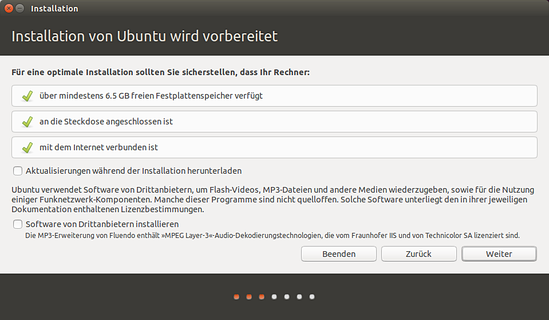 Installation
Installation von Ubuntu wird vorbereitet
Für eine optimale Installation sollten Sie sicherstellen, dass Ihr Rechner:
über mindestens 6.5 GB freien Festplattenspeicher verfügt
an die Steckdose angeschlossen ist
mit dem Internet verbunden ist
Aktualisierungen während der Installation herunterladen
Ubuntu verwendet Software von Drittanbietern, um Flash-Videos, MP3-Dateien und andere Medien wiederzugeben, sowie für die Nutzung
einiger Funknetzwerk-Komponenten. Manche dieser Programme sind nicht quelloffen. Solche Software unterliegt den in ihrer jeweiligen
Dokumentation enthaltenen Lizenzbestimmungen.
Software von Drittanbietern installieren
Die MP3-Erweiterung von Fluendo enthält »MPEG Layer-3«-Audio-Dekodierungstechnologien, die vom Fraunhofer IIS und von Technicolor SA lizenziert sind.
Beenden Zurück Weiter